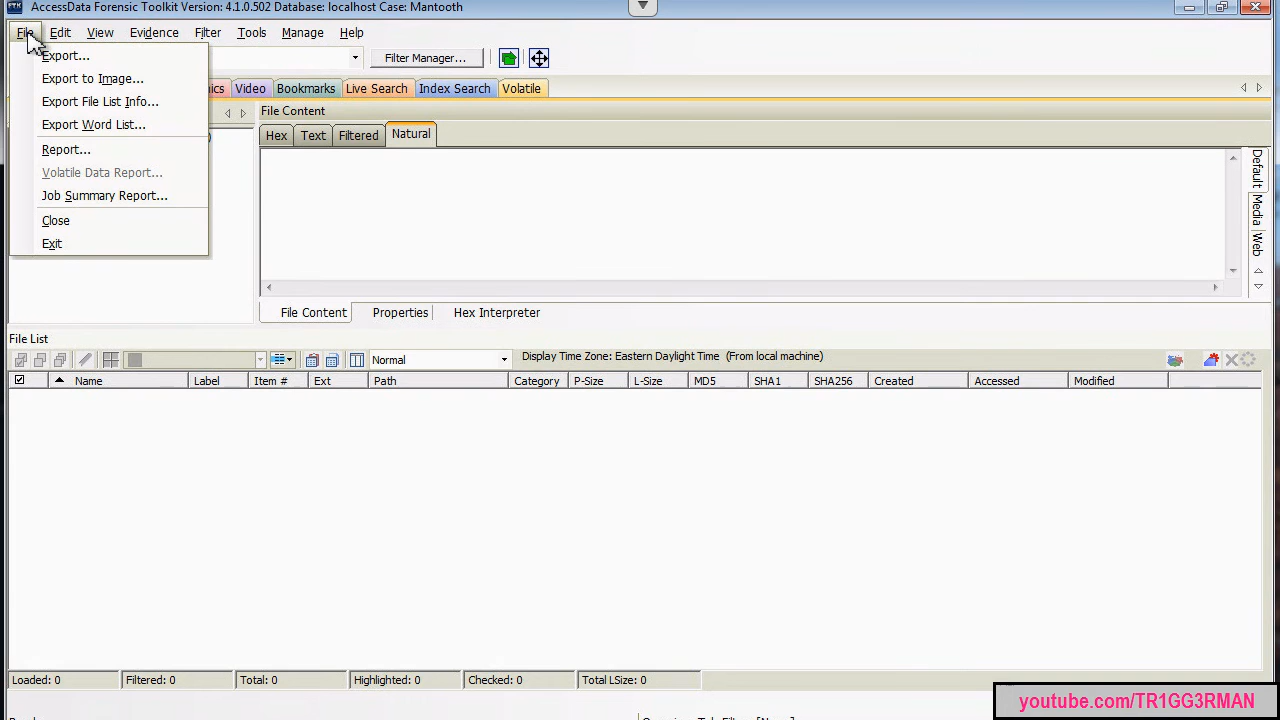 FTK AccessData Forensic Toolkit Version: 4.1.0.502 Database: localhost Case: Mantooth
File Edit View Evidence Filter Tools Manage Help
Export...
Filter Manager...
Export to Image...
Video Bookmarks Live Search Index Search Volatile
Export File List Info...
File Content
Export Word List...
Hex Text Filtered Natural
Report...
Volatile Data Report...
Job Summary Report...
Close
Exit
Default
Media
Web
File Content Properties Hex Interpreter
File List
Normal Display Time Zone: Eastern Daylight Time (From local machine)
Name Label Item # Ext Path Category P-Size L-Size MD5 SHA1 SHA256 Created Accessed Modified
Loaded: 0 Filtered: 0 Total: 0 Highlighted: 0 Checked: 0 Total LSize: 0
youtube.com/TR1GG3RMAN